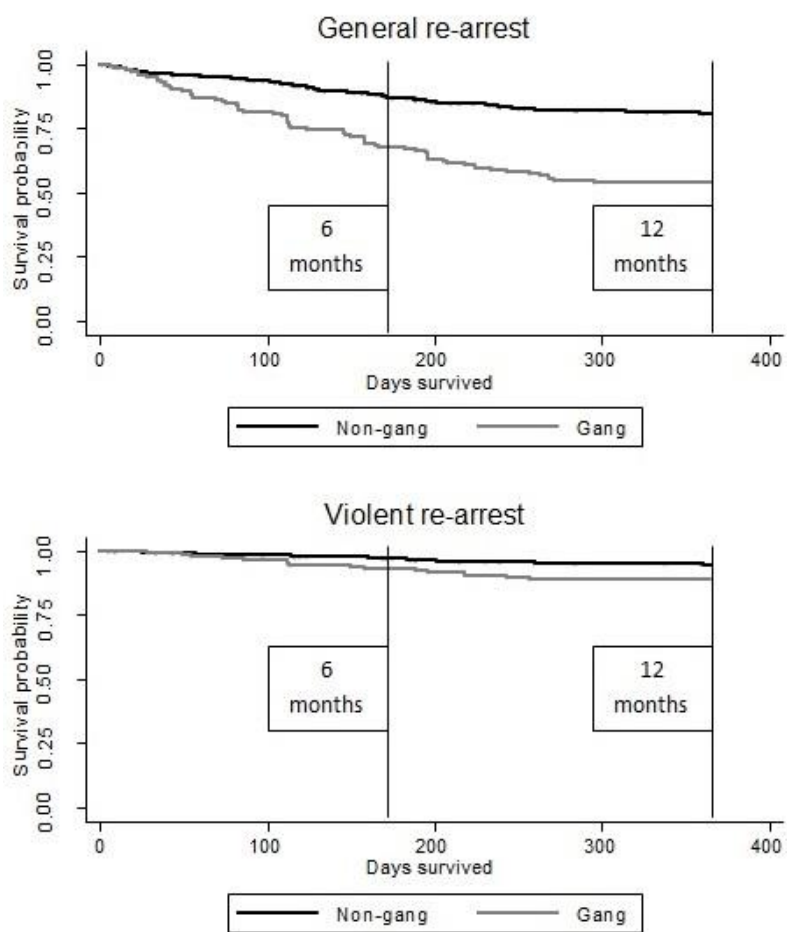 General re-arrest
Survival probability
1.00
0.75
0.50
0.25
0.00
6
months
12
months
0
100
200
300
400
Days survived
Non-gang
Gang
Violent re-arrest
Survival probability
1.00
0.75
0.50
0.25
0.00
6
months
12
months
0
100
200
300
400
Days survived
Non-gang
Gang